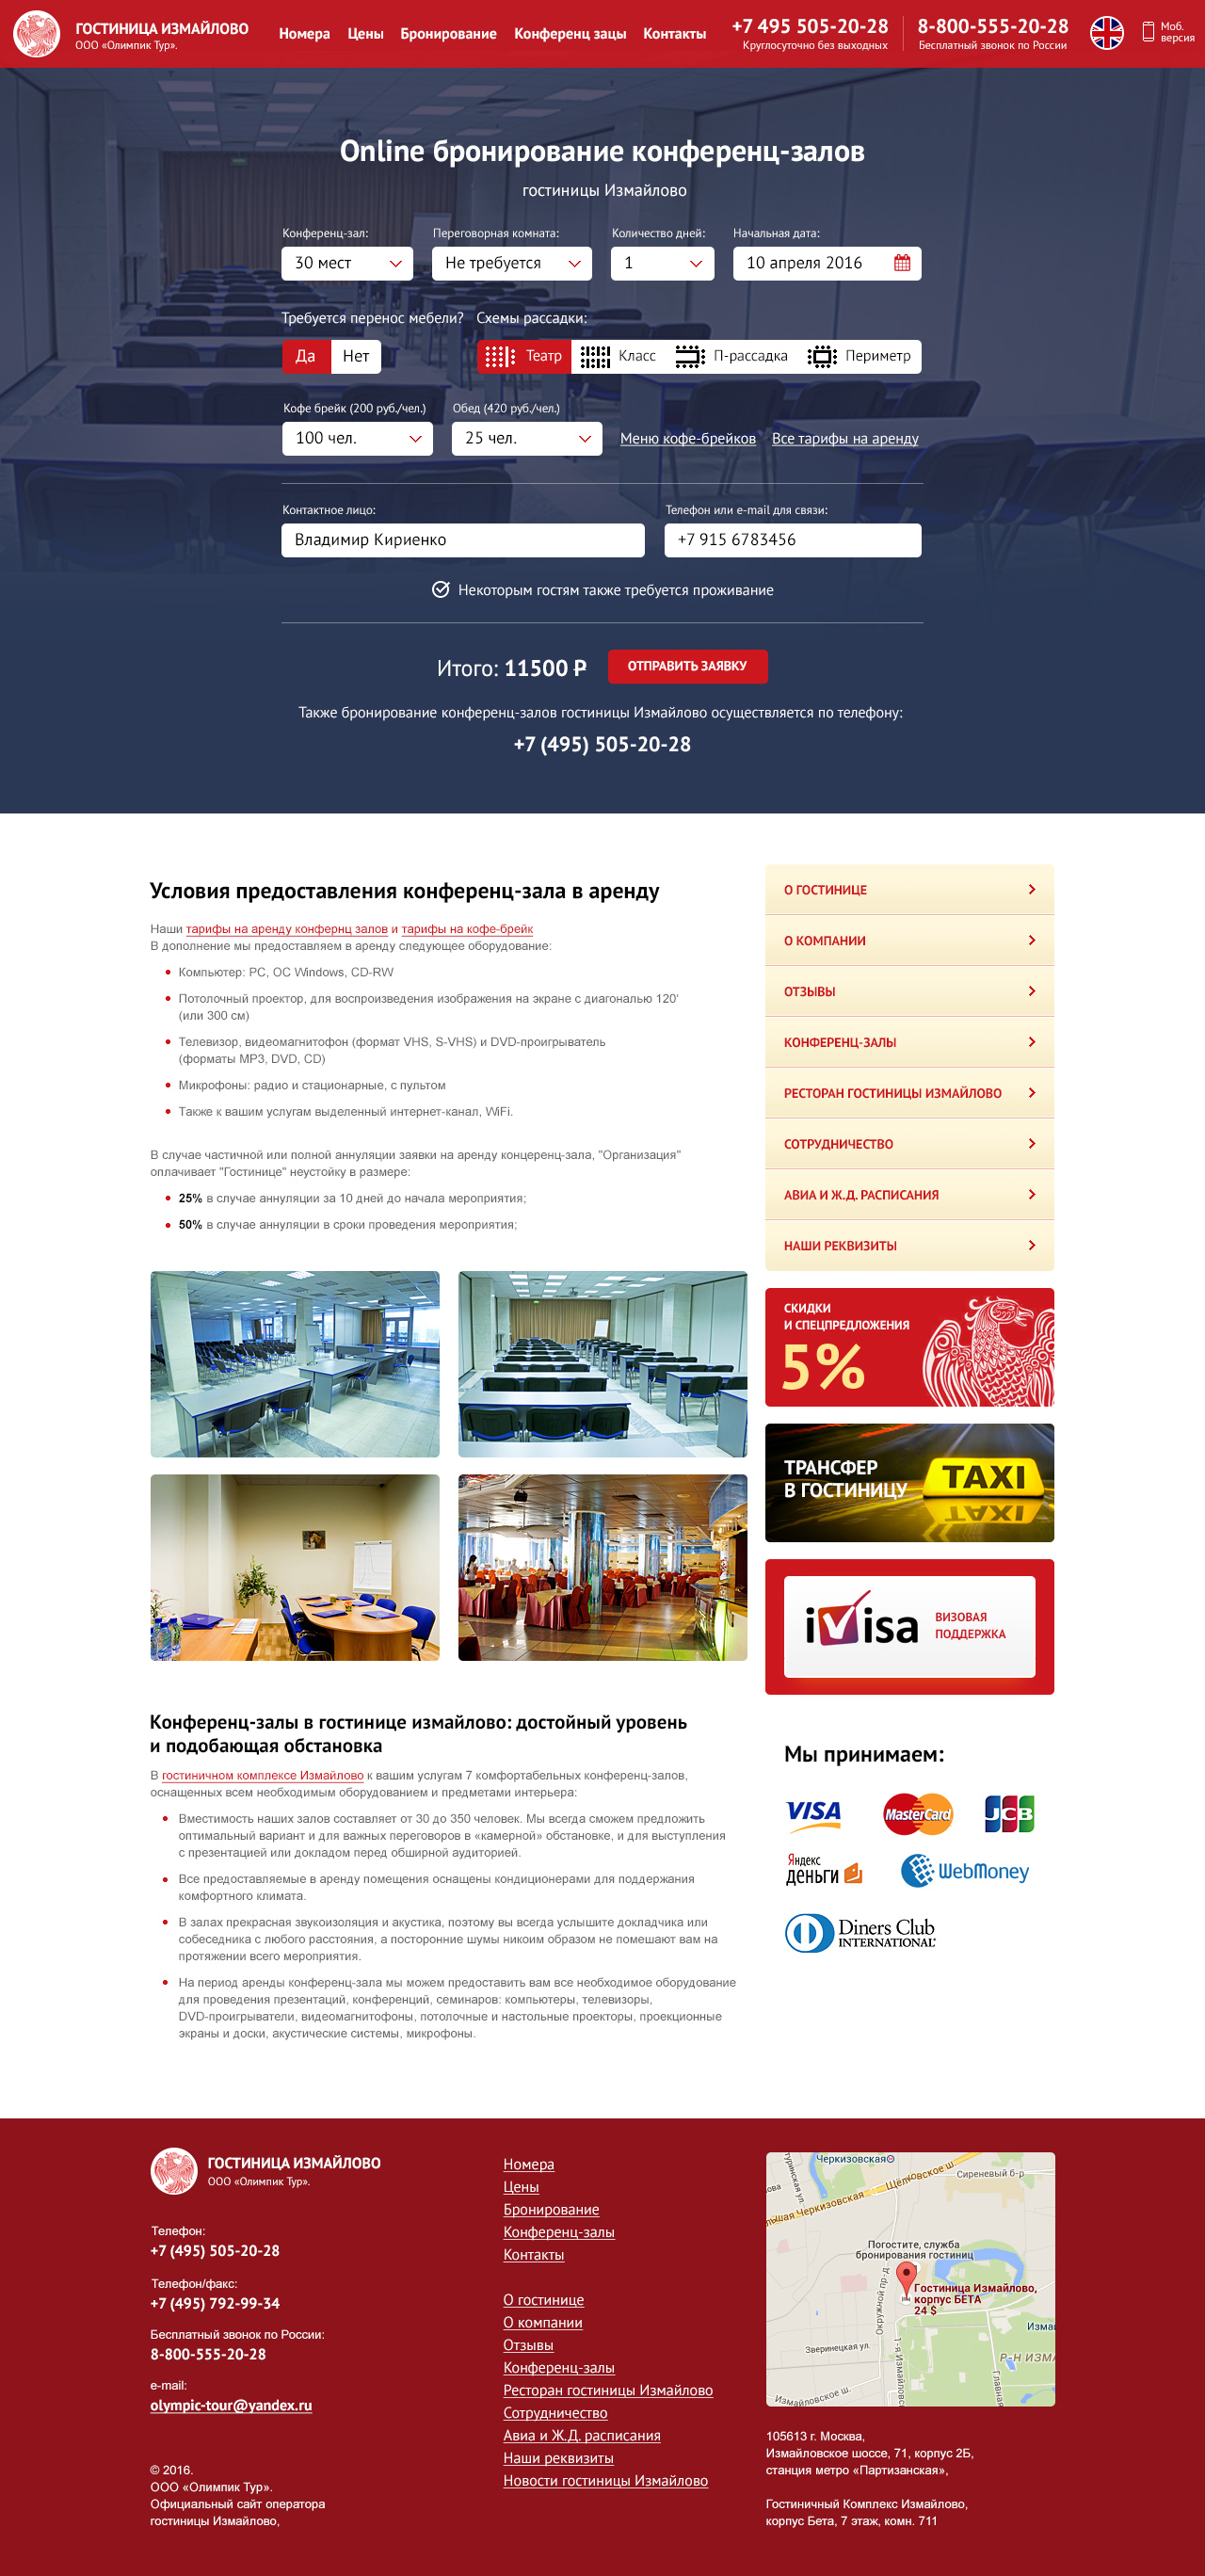 ГОСТИНИЦА ИЗМАЙЛОВО
ООО «Олимпик Тур».
Номера Цены Бронирование Конференц зацы Контакты
+7 495 505-20-28
Круглосуточно без выходных
8-800-555-20-28
Бесплатный звонок по России
Моб.
версия
Online бронирование конференц-залов
гостиницы Измайлово
Конференц-зал: Переговорная комната: Количество дней: Начальная дата:
30 мест Не требуется 1 10 апреля 2016
Требуется перенос мебели? Схемы рассадки:
Да Нет Театр Класс П-рассадка Периметр
Кофе брейк (200 руб./чел.) Обед (420 руб./чел.)
100 чел. 25 чел. Меню кофе-брейков Все тарифы на аренду
Контактное лицо: Телефон или e-mail для связи:
Владимир Кириенко +7 915 6783456
Некоторым гостям также требуется проживание
Итого: 11500 ₽ ОТПРАВИТЬ ЗАЯВКУ
Также бронирование конференц-залов гостиницы Измайлово осуществляется по телефону:
+7 (495) 505-20-28
Условия предоставления конференц-зала в аренду
Наши тарифы на аренду конфернц залов и тарифы на кофе-брейк
В дополнение мы предоставляем в аренду следующее оборудование:
Компьютер: PC, ОС Windows, CD-RW
Потолочный проектор, для воспроизведения изображения на экране с диагональю 120'
(или 300 см)
Телевизор, видеомагнитофон (формат VHS, S-VHS) и DVD-проигрыватель
(форматы MP3, DVD, CD)
Микрофоны: радио и стационарные, с пультом
Также к вашим услугам выделенный интернет-канал, WiFi.
В случае частичной или полной аннуляции заявки на аренду концеренц-зала, "Организация"
оплачивает "Гостинице" неустойку в размере:
25% в случае аннуляции за 10 дней до начала мероприятия;
50% в случае аннуляции в сроки проведения мероприятия;
Конференц-залы в гостинице измайлово: достойный уровень
и подобающая обстановка
В гостиничном комплексе Измайлово к вашим услугам 7 комфортабельных конференц-залов,
оснащенных всем необходимым оборудованием и предметами интерьера:
Вместимость наших залов составляет от 30 до 350 человек. Мы всегда сможем предложить
оптимальный вариант и для важных переговоров в «камерной» обстановке, и для выступления
с презентацией или докладом перед обширной аудиторией.
Все предоставляемые в аренду помещения оснащены кондиционерами для поддержания
комфортного климата.
В залах прекрасная звукоизоляция и акустика, поэтому вы всегда услышите докладчика или
собеседника с любого расстояния, а посторонние шумы никоим образом не помешают вам на
протяжении всего мероприятия.
На период аренды конференц-зала мы можем предоставить вам все необходимое оборудование
для проведения презентаций, конференций, семинаров: компьютеры, телевизоры,
DVD-проигрыватели, видеомагнитофоны, потолочные и настольные проекторы, проекционные
экраны и доски, акустические системы, микрофоны.
О ГОСТИНИЦЕ
О КОМПАНИИ
ОТЗЫВЫ
КОНФЕРЕНЦ-ЗАЛЫ
РЕСТОРАН ГОСТИНИЦЫ ИЗМАЙЛОВО
СОТРУДНИЧЕСТВО
АВИА И Ж.Д. РАСПИСАНИЯ
НАШИ РЕКВИЗИТЫ
СКИДКИ
И СПЕЦПРЕДЛОЖЕНИЯ
5%
ТРАНСФЕР
В ГОСТИНИЦУ
TAXI
iVisa
ВИЗОВАЯ
ПОДДЕРЖКА
Мы принимаем:
VISA MasterCard JCB
Яндекс
деньги WebMoney
Diners Club
INTERNATIONAL
ГОСТИНИЦА ИЗМАЙЛОВО
ООО «Олимпик Тур».
Телефон:
+7 (495) 505-20-28
Телефон/факс:
+7 (495) 792-99-34
Бесплатный звонок по России:
8-800-555-20-28
e-mail:
olympic-tour@yandex.ru
© 2016.
ООО «Олимпик Тур».
Официальный сайт оператора
гостиницы Измайлово,
Номера
Цены
Бронирование
Конференц-залы
Контакты
О гостинице
О компании
Отзывы
Конференц-залы
Ресторан гостиницы Измайлово
Сотрудничество
Авиа и Ж.Д. расписания
Наши реквизиты
Новости гостиницы Измайлово
Черкизовская
Щёлковское ш
Сиреневый б-р
шая Черкизовская
Погостите, служба
бронирования гостиниц
Гостиница Измайлово,
корпус БЕТА
24 $
Окружной пр-д
Зверинецкая ул.
Измайловское ш.
Главная
Р-Н ИЗМА
105613 г. Москва,
Измайловское шоссе, 71, корпус 2Б,
станция метро «Партизанская»,
Гостиничный Комплекс Измайлово,
корпус Бета, 7 этаж, комн. 711